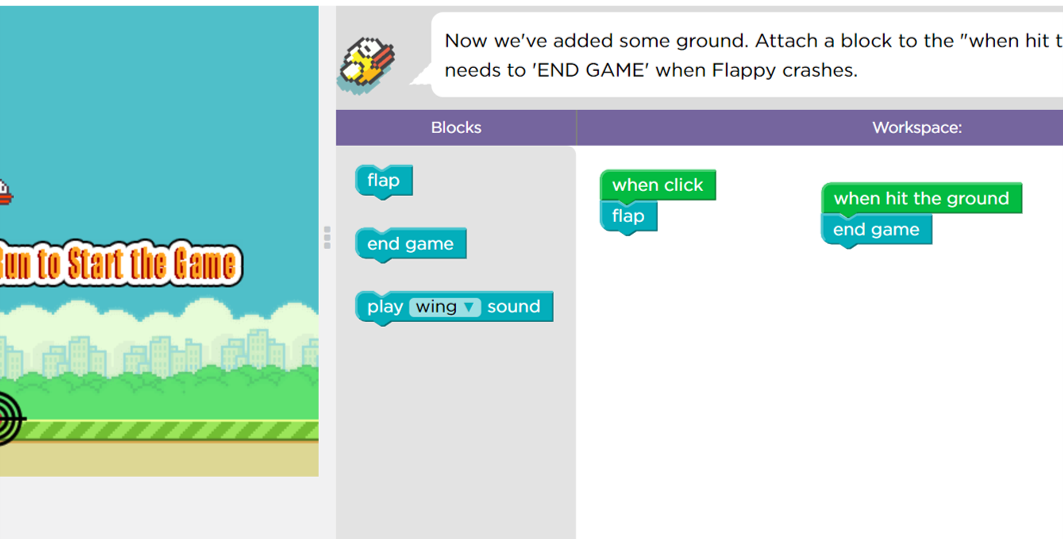 Now we've added some ground. Attach a block to the "when hit t
needs to 'END GAME' when Flappy crashes.
Blocks
Workspace:
flap
end game
play wing ▼ sound
when click
flap
when hit the ground
end game
un to Start the Game